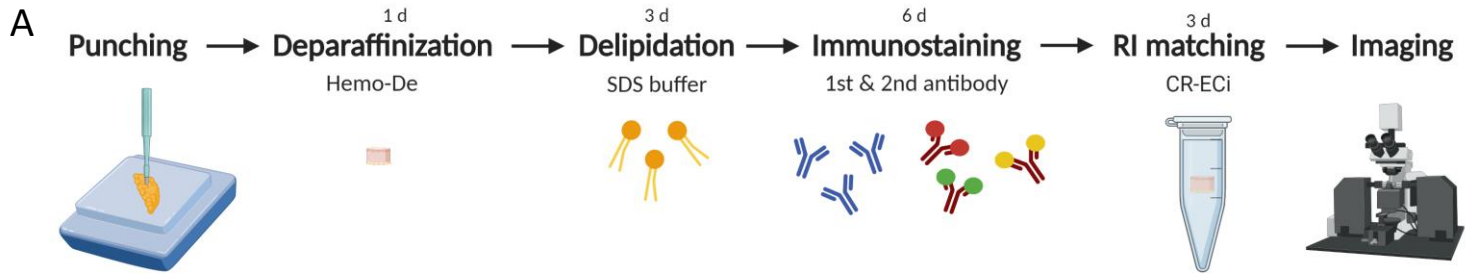 A
1 d
3 d
6 d
3 d
Punching → Deparaffinization → Delipidation → Immunostaining → RI matching → Imaging
Hemo-De
SDS buffer
1st & 2nd antibody
CR-ECi